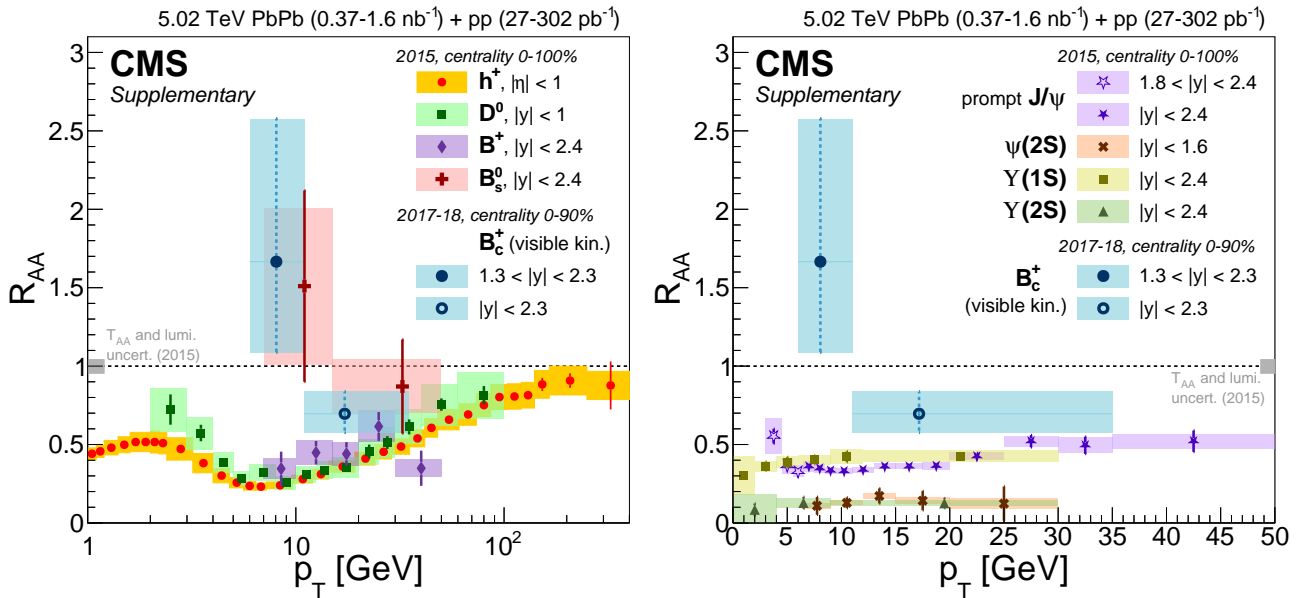 5.02 TeV PbPb (0.37-1.6 nb⁻¹) + pp (27-302 pb⁻¹)
CMS
Supplementary
2015, centrality 0-100%
h⁺, |η| < 1
D⁰, |y| < 1
B⁺, |y| < 2.4
B⁰ₛ, |y| < 2.4
2017-18, centrality 0-90%
B⁺c (visible kin.)
1.3 < |y| < 2.3
|y| < 2.3
T_AA and lumi.
uncert. (2015)
R_AA
3
2.5
2
1.5
1
0.5
0
1 10 10²
p_T [GeV]
5.02 TeV PbPb (0.37-1.6 nb⁻¹) + pp (27-302 pb⁻¹)
CMS
Supplementary
2015, centrality 0-100%
1.8 < |y| < 2.4
prompt J/ψ
|y| < 2.4
ψ(2S) |y| < 1.6
Υ(1S) |y| < 2.4
Υ(2S) |y| < 2.4
2017-18, centrality 0-90%
B⁺c 1.3 < |y| < 2.3
(visible kin.) |y| < 2.3
T_AA and lumi.
uncert. (2015)
R_AA
3
2.5
2
1.5
1
0.5
0
0 5 10 15 20 25 30 35 40 45 50
p_T [GeV]